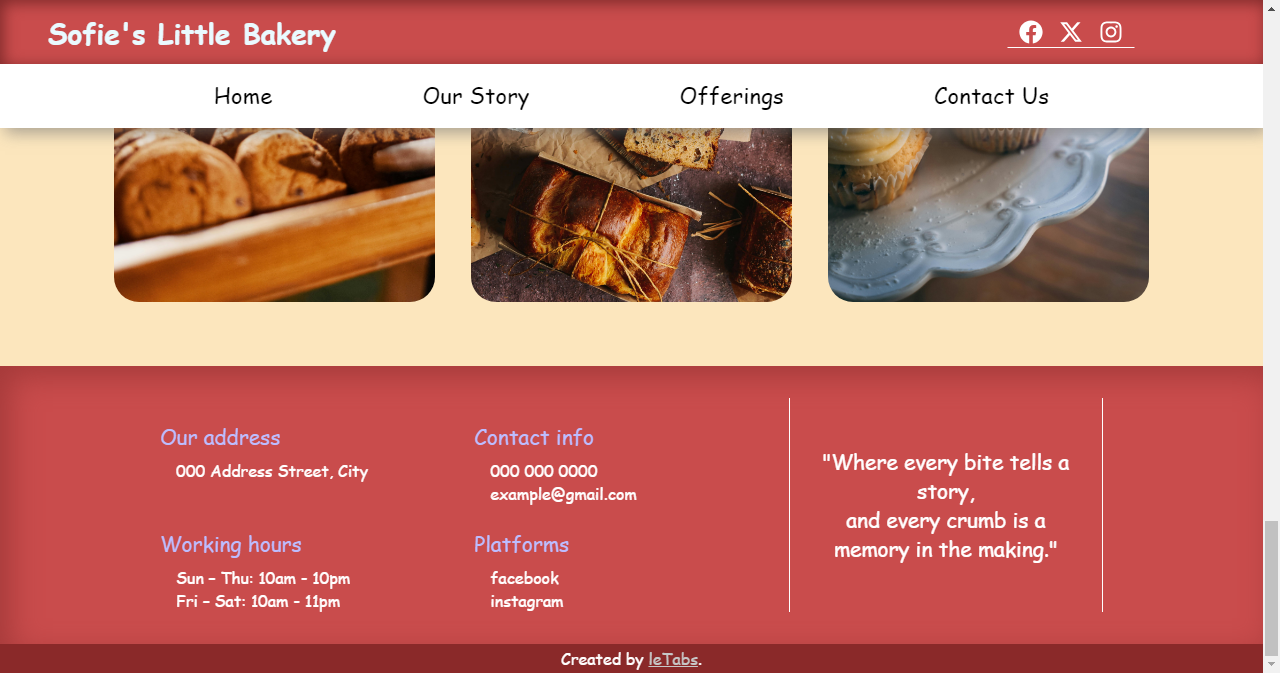 Sofie's Little Bakery
Home
Our Story
Offerings
Contact Us
Our address
000 Address Street, City
Contact info
000 000 0000
example@gmail.com
Working hours
Sun – Thu: 10am - 10pm
Fri – Sat: 10am - 11pm
Platforms
facebook
instagram
"Where every bite tells a
story,
and every crumb is a
memory in the making."
Created by leTabs.